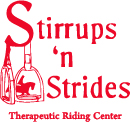 Stirrups
'n
Strides
Therapeutic Riding Center